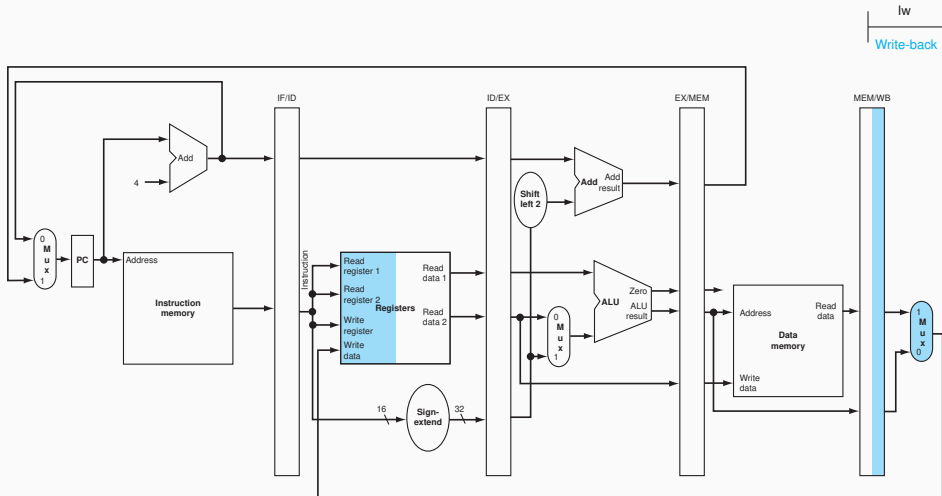 lw
Write-back
IF/ID
ID/EX
EX/MEM
MEM/WB
Add
4
Shift
left 2
Add
Add
result
0
M
u
x
1
PC
Address
Instruction
memory
Instruction
Read
register 1
Read
register 2
Registers
Write
register
Write
data
Read
data 1
Read
data 2
0
M
u
x
1
Zero
ALU
ALU
result
Address
Read
data
Data
memory
Write
data
1
M
u
x
0
16
Sign-
extend
32